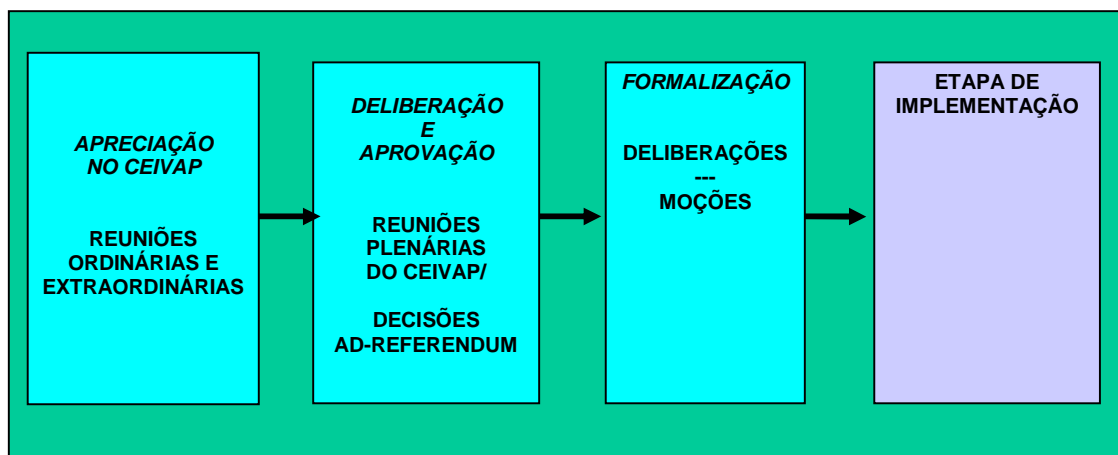 APRECIAÇÃO
NO CEIVAP
REUNIÕES
ORDINÁRIAS E
EXTRAORDINÁRIAS
DELIBERAÇÃO
E
APROVAÇÃO
REUNIÕES
PLENÁRIAS
DO CEIVAP/
DECISÕES
AD-REFERENDUM
FORMALIZAÇÃO
DELIBERAÇÕES
---
MOÇÕES
ETAPA DE
IMPLEMENTAÇÃO